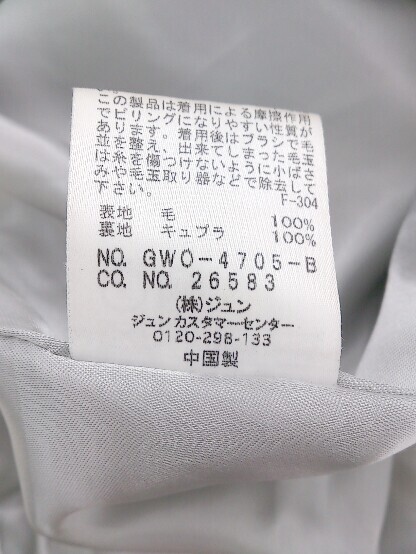 この製品は着用による摩擦作用が
でピリングになりやすい性質で毛
あります。着用後はブラシで毛玉
並を整え、出来てしまった小ばさ
は糸を傷つけないように小ばさ
みや毛玉取り器などで除去して
下さい。
F-304
表地 毛 100%
裏地 キュプラ 100%
NO. GWO-4705-B
CO. NO. 26583
(株)ジュン
ジュンカスタマーセンター
0120-298-133
中国製